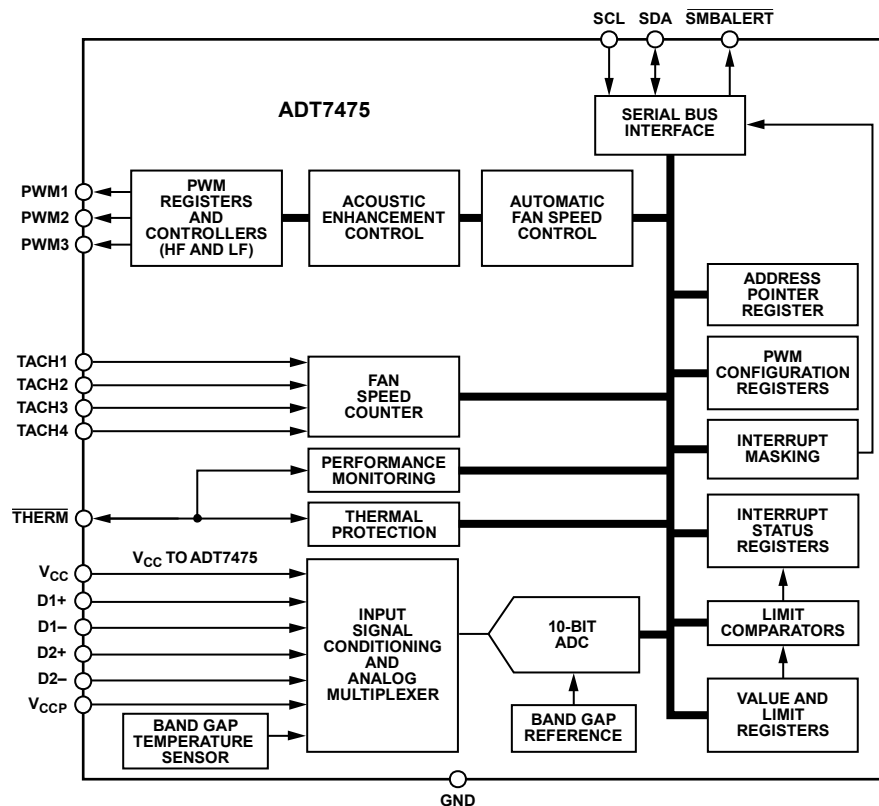 SCL SDA SMBALERT
ADT7475
SERIAL BUS
INTERFACE
PWM1
PWM2
PWM3
PWM
REGISTERS
AND
CONTROLLERS
(HF AND LF)
ACOUSTIC
ENHANCEMENT
CONTROL
AUTOMATIC
FAN SPEED
CONTROL
ADDRESS
POINTER
REGISTER
TACH1
TACH2
TACH3
TACH4
FAN
SPEED
COUNTER
PWM
CONFIGURATION
REGISTERS
PERFORMANCE
MONITORING
INTERRUPT
MASKING
THERM
THERMAL
PROTECTION
INTERRUPT
STATUS
REGISTERS
VCC TO ADT7475
VCC
D1+
D1–
D2+
D2–
VCCP
INPUT
SIGNAL
CONDITIONING
AND
ANALOG
MULTIPLEXER
10-BIT
ADC
LIMIT
COMPARATORS
BAND GAP
TEMPERATURE
SENSOR
BAND GAP
REFERENCE
VALUE AND
LIMIT
REGISTERS
GND